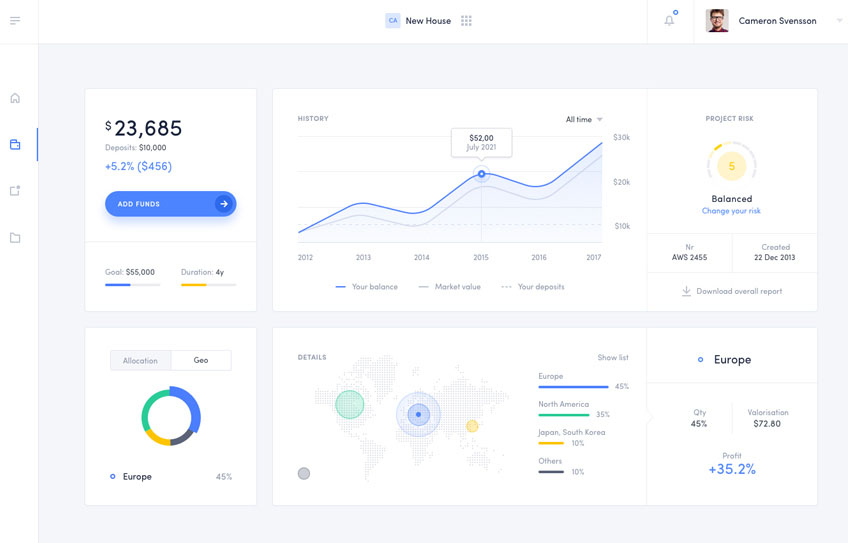 CA New House
Cameron Svensson
$23,685
Deposits: $10,000
+5.2% ($456)
ADD FUNDS
Goal: $55,000
Duration: 4y
HISTORY
All time
$52,00
July 2021
$30k
$20k
$10k
2012 2013 2014 2015 2016 2017
Your balance Market value Your deposits
PROJECT RISK
5
Balanced
Change your risk
Nr
AWS 2455
Created
22 Dec 2013
Download overall report
Allocation Geo
Europe 45%
DETAILS
Show list
Europe
45%
North America
35%
Japan, South Korea
10%
Others
10%
Europe
Qty
45%
Valorisation
$72.80
Profit
+35.2%